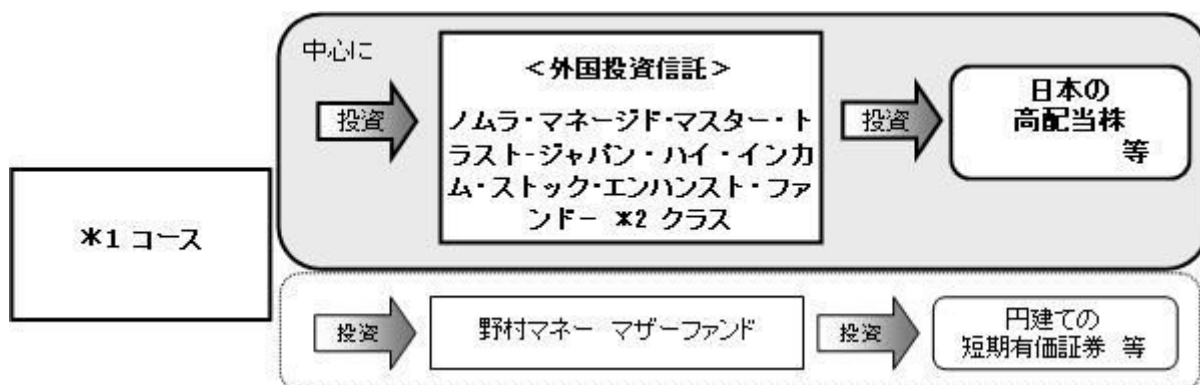 中心に
投資
＜外国投資信託＞
ノムラ・マネージド・マスター・ト
ラスト-ジャパン・ハイ・インカ
ム・ストック・エンハンスト・ファ
ンドー ＊2 クラス
投資
日本の
高配当株
等
＊1 コース
投資
野村マネー マザーファンド
投資
円建ての
短期有価証券 等